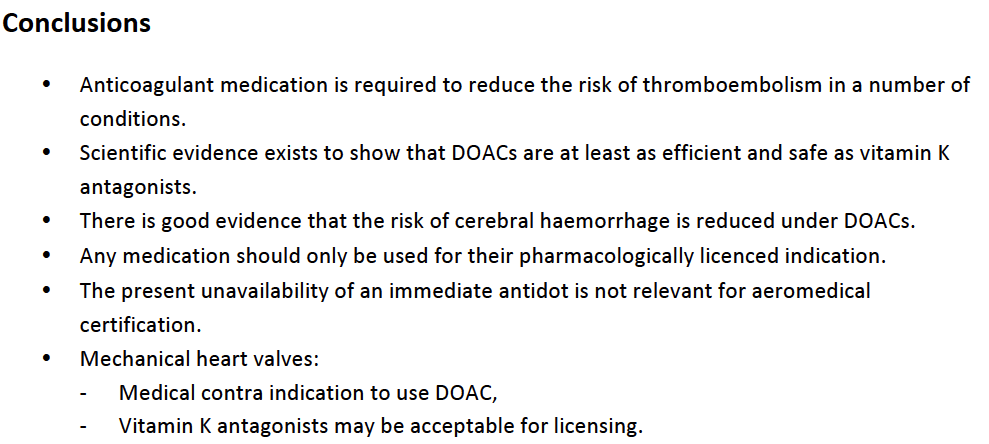 Conclusions
• Anticoagulant medication is required to reduce the risk of thromboembolism in a number of
conditions.
• Scientific evidence exists to show that DOACs are at least as efficient and safe as vitamin K
antagonists.
• There is good evidence that the risk of cerebral haemorrhage is reduced under DOACs.
• Any medication should only be used for their pharmacologically licenced indication.
• The present unavailability of an immediate antidot is not relevant for aeromedical
certification.
• Mechanical heart valves:
- Medical contra indication to use DOAC,
- Vitamin K antagonists may be acceptable for licensing.